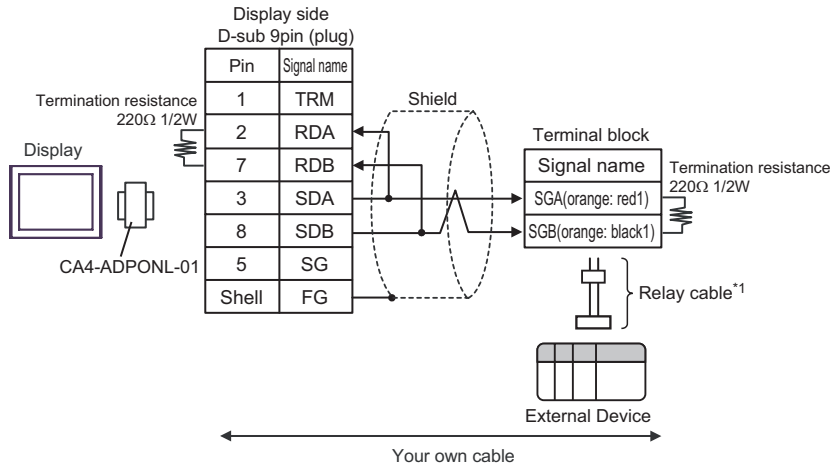 Display side
D-sub 9pin (plug)
Pin Signal name
1 TRM
2 RDA
7 RDB
3 SDA
8 SDB
5 SG
Shell FG
Termination resistance
220Ω 1/2W
Display
CA4-ADPONL-01
Shield
Terminal block
Signal name
SGA(orange: red1)
SGB(orange: black1)
Termination resistance
220Ω 1/2W
Relay cable*1
External Device
Your own cable